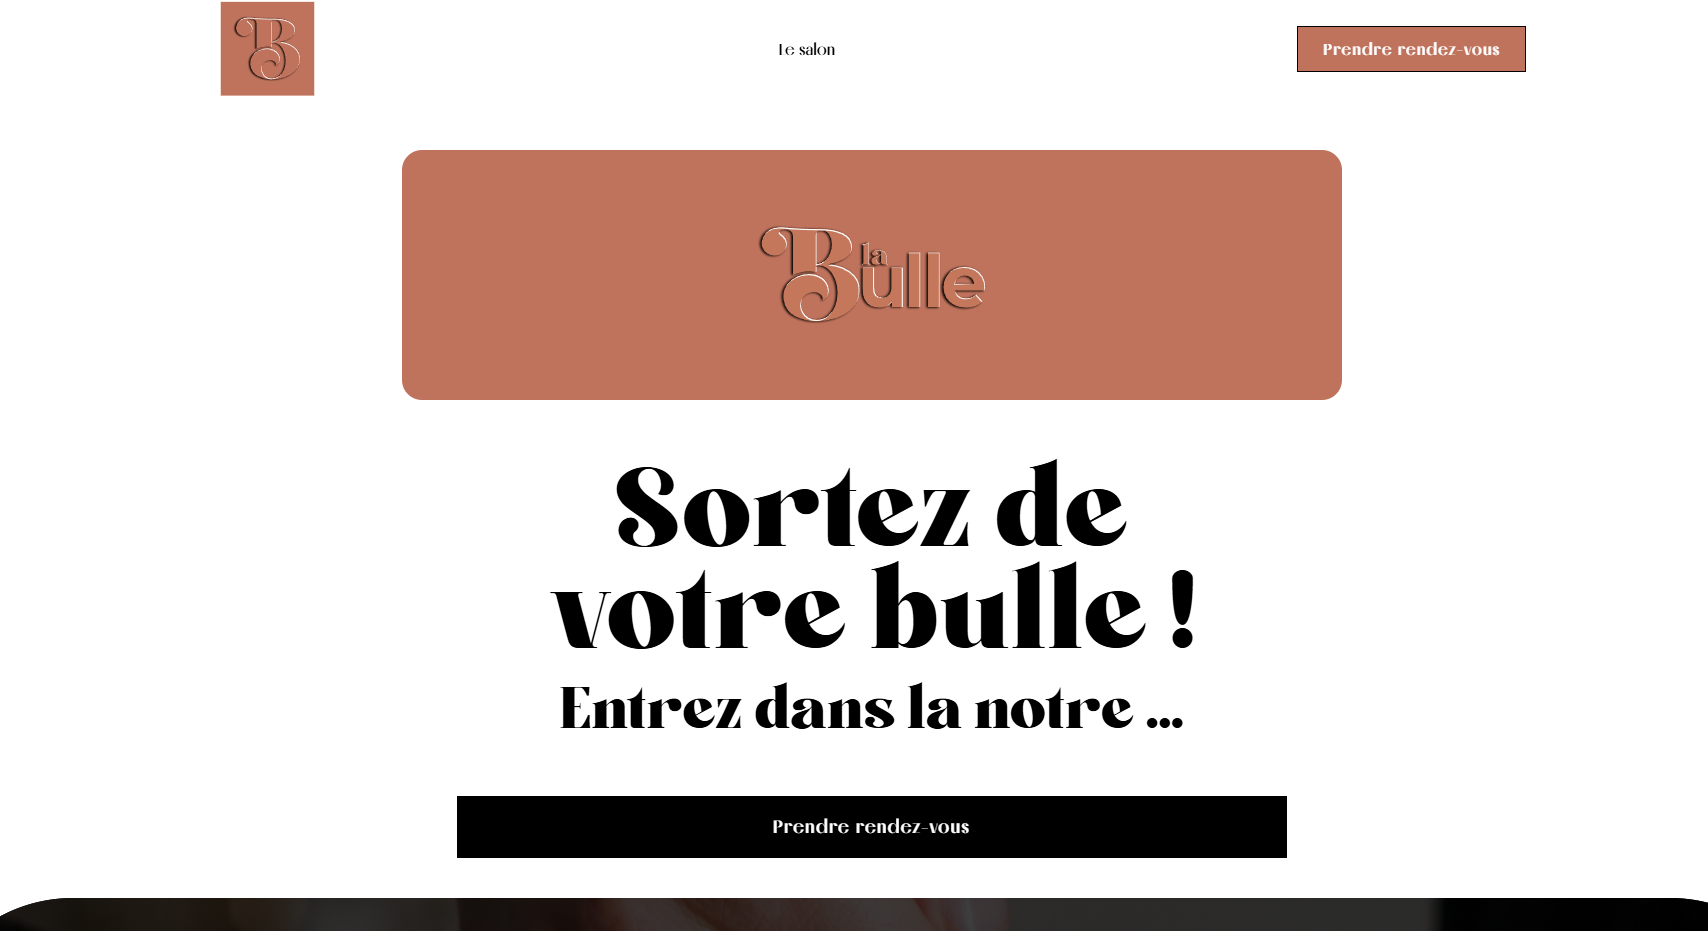 B
Le salon
Prendre rendez-vous
la
Bulle
Sortez de
votre bulle !
Entrez dans la notre ...
Prendre rendez-vous